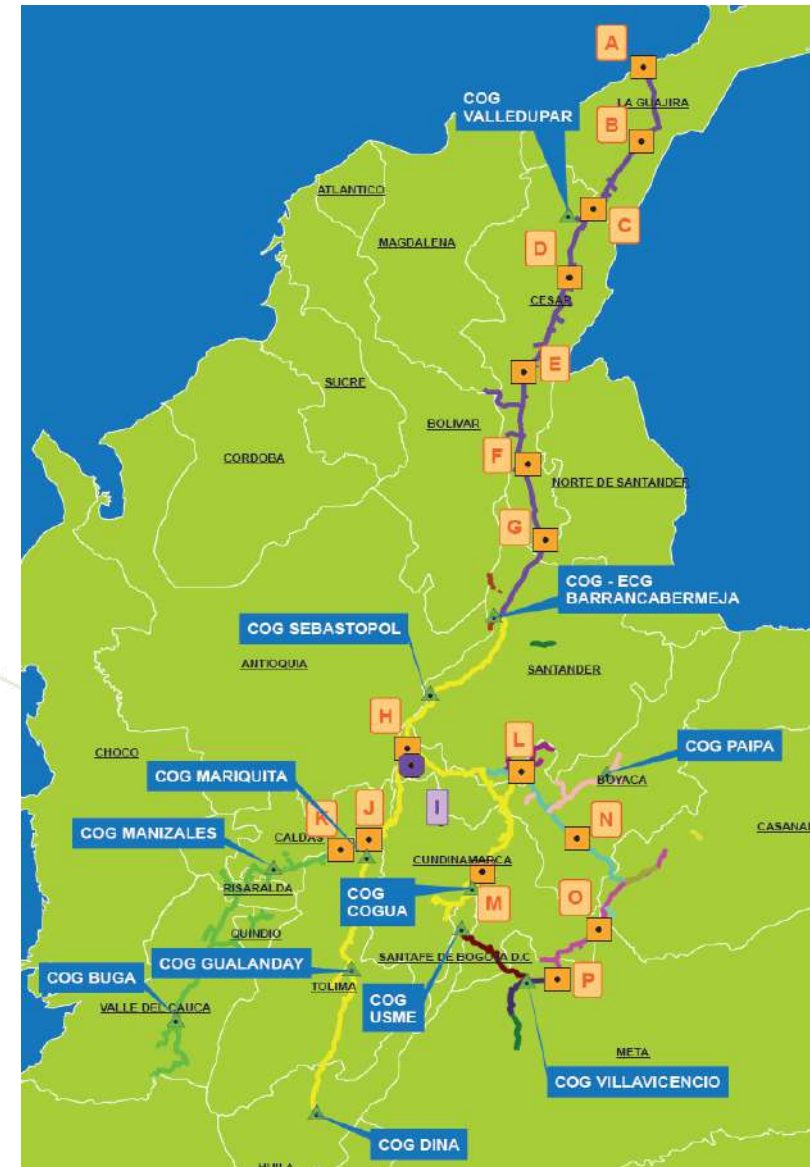 A
LA GUAJIRA
COG
VALLEDUPAR
B
ATLANTICO
C
MAGDALENA
D
CESAR
E
SUCRE
BOLIVAR
CORDOBA
F
NORTE DE SANTANDER
G
COG - ECG
BARRANCABERMEJA
COG SEBASTOPOL
ANTIOQUIA
SANTANDER
H
L
COG PAIPA
CHOCO
COG MARIQUITA
BOYACA
I
J
K
N
COG MANIZALES
CALDAS
CASANA
CUNDINAMARCA
RISARALDA
COG
COGUA
M
O
QUINDIO
SANTAFE DE BOGOTA D.C
COG GUALANDAY
COG BUGA
TOLIMA
COG
USME
P
VALLE DEL CAUCA
META
COG VILLAVICENCIO
COG DINA
HUILA